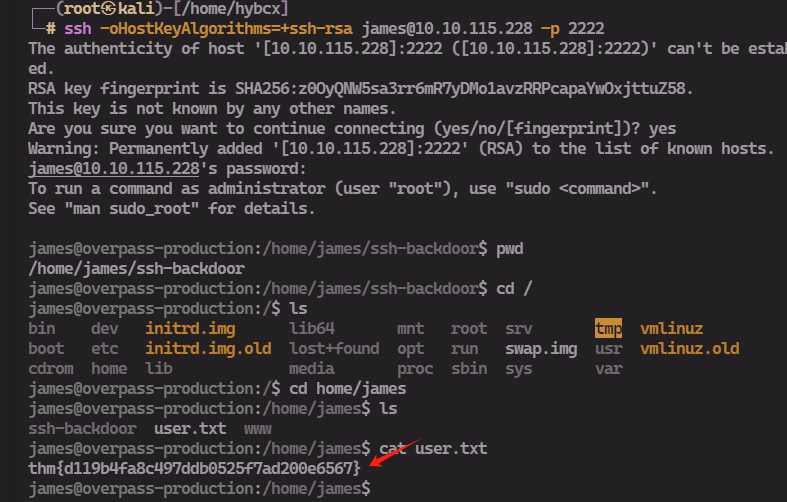 ┌──(root㉿kali)-[/home/hybcx]
└─# ssh -oHostKeyAlgorithms=+ssh-rsa james@10.10.115.228 -p 2222
The authenticity of host '[10.10.115.228]:2222 ([10.10.115.228]:2222)' can't be estal
ed.
RSA key fingerprint is SHA256:z0OyQNW5sa3rr6mR7yDMo1avzRRPcapaYwOxjttuZ58.
This key is not known by any other names.
Are you sure you want to continue connecting (yes/no/[fingerprint])? yes
Warning: Permanently added '[10.10.115.228]:2222' (RSA) to the list of known hosts.
james@10.10.115.228's password:
To run a command as administrator (user "root"), use "sudo <command>".
See "man sudo_root" for details.
james@overpass-production:/home/james/ssh-backdoor$ pwd
/home/james/ssh-backdoor
james@overpass-production:/home/james/ssh-backdoor$ cd /
james@overpass-production:/$ ls
bin dev initrd.img lib64 mnt root srv tmp vmlinuz
boot etc initrd.img.old lost+found opt run swap.img usr vmlinuz.old
cdrom home lib media proc sbin sys var
james@overpass-production:/$ cd home/james
james@overpass-production:/home/james$ ls
ssh-backdoor user.txt www
james@overpass-production:/home/james$ cat user.txt
thm{d119b4fa8c497ddb0525f7ad200e6567}
james@overpass-production:/home/james$